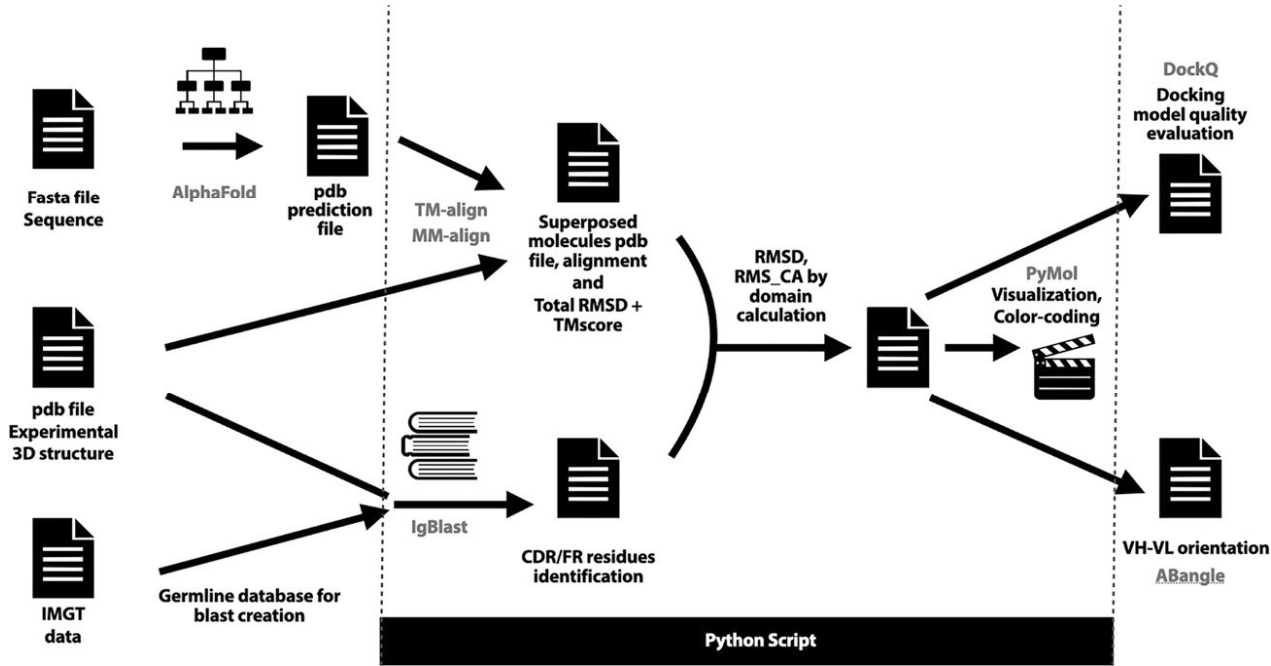 Fasta file
Sequence
AlphaFold
pdb
prediction
file
TM-align
MM-align
Superposed
molecules pdb
file, alignment
and
Total RMSD +
TMscore
pdb file
Experimental
3D structure
IMGT
data
Germline database for
blast creation
IgBlast
CDR/FR residues
identification
RMSD,
RMS_CA by
domain
calculation
DockQ
Docking
model quality
evaluation
PyMol
Visualization,
Color-coding
VH-VL orientation
ABangle
Python Script